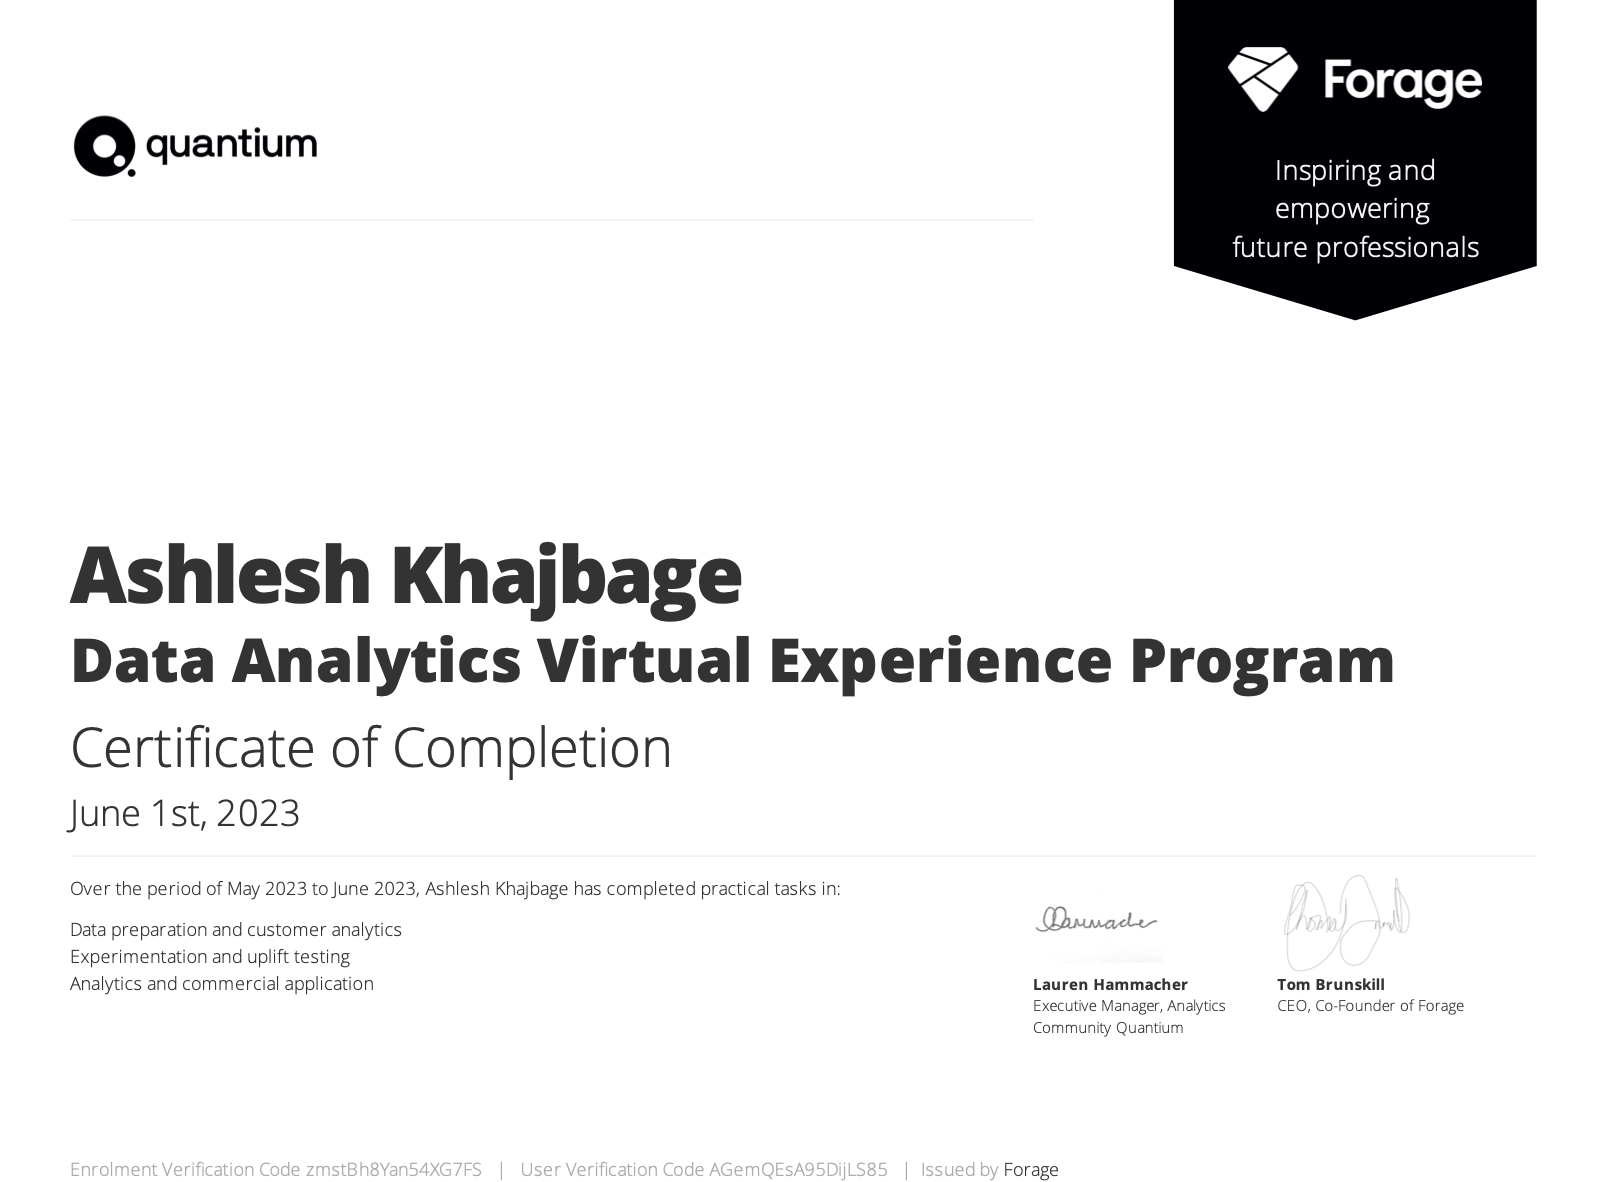 quantium
Forage
Inspiring and
empowering
future professionals
Ashlesh Khajbage
Data Analytics Virtual Experience Program
Certificate of Completion
June 1st, 2023
Over the period of May 2023 to June 2023, Ashlesh Khajbage has completed practical tasks in:
Data preparation and customer analytics
Experimentation and uplift testing
Analytics and commercial application
Lauren Hammacher
Executive Manager, Analytics
Community Quantium
Tom Brunskill
CEO, Co-Founder of Forage
Enrolment Verification Code zmstBh8Yan54XG7FS | User Verification Code AGemQEsA95DijLS85 | Issued by Forage